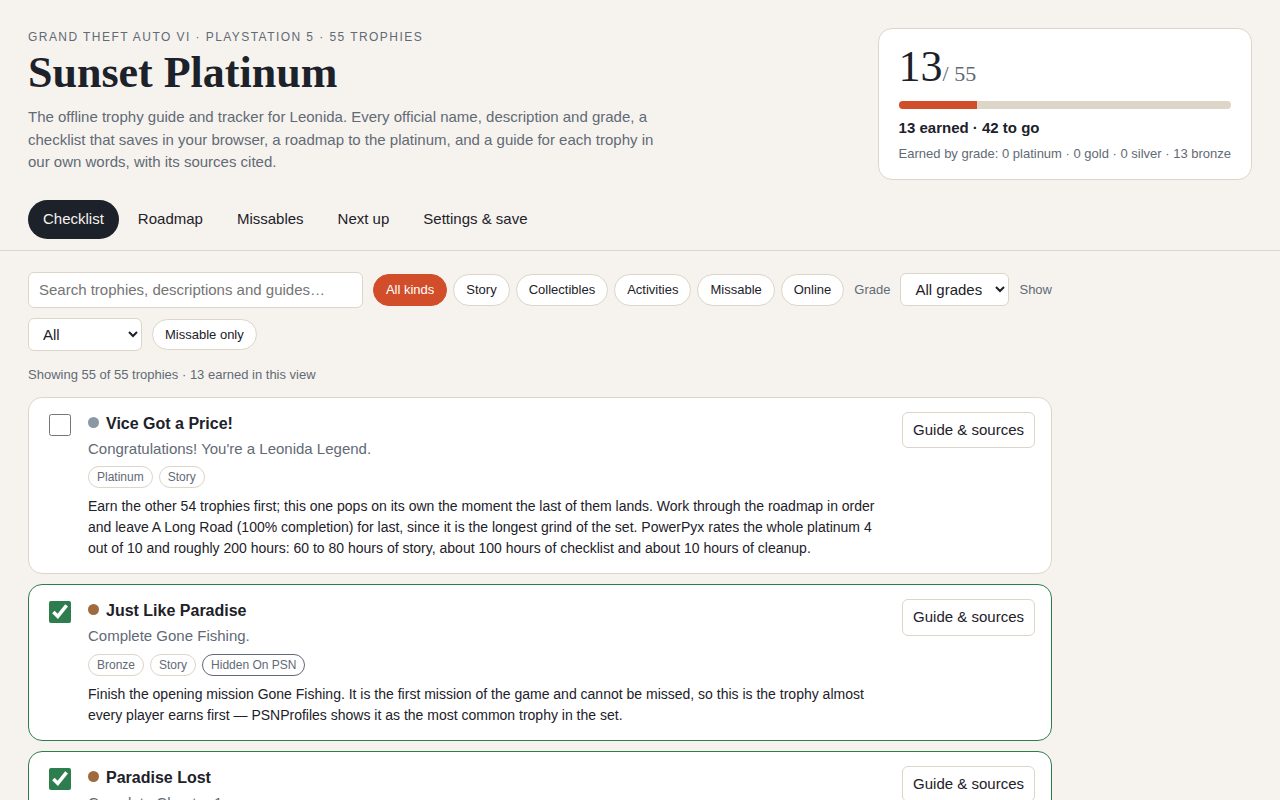 GRAND THEFT AUTO VI · PLAYSTATION 5 · 55 TROPHIES
Sunset Platinum
The offline trophy guide and tracker for Leonida. Every official name, description and grade, a
checklist that saves in your browser, a roadmap to the platinum, and a guide for each trophy in
our own words, with its sources cited.
13/ 55
13 earned · 42 to go
Earned by grade: 0 platinum · 0 gold · 0 silver · 13 bronze
Checklist Roadmap Missables Next up Settings & save
Search trophies, descriptions and guides… All kinds Story Collectibles Activities Missable Online Grade All grades Show
All Missable only
Showing 55 of 55 trophies · 13 earned in this view
Vice Got a Price! Guide & sources
Congratulations! You're a Leonida Legend.
Platinum Story
Earn the other 54 trophies first; this one pops on its own the moment the last of them lands. Work through the roadmap in order
and leave A Long Road (100% completion) for last, since it is the longest grind of the set. PowerPyx rates the whole platinum 4
out of 10 and roughly 200 hours: 60 to 80 hours of story, about 100 hours of checklist and about 10 hours of cleanup.
Just Like Paradise Guide & sources
Complete Gone Fishing.
Bronze Story Hidden On PSN
Finish the opening mission Gone Fishing. It is the first mission of the game and cannot be missed, so this is the trophy almost
every player earns first — PSNProfiles shows it as the most common trophy in the set.
Paradise Lost Guide & sources